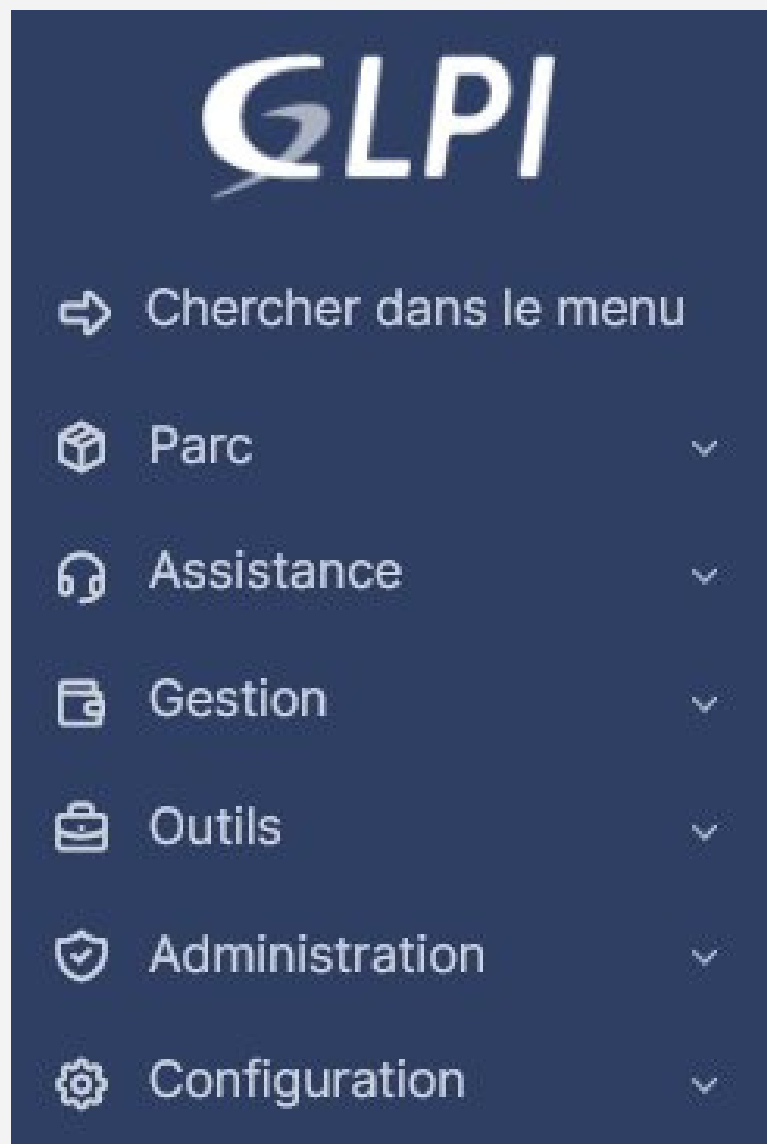 GLPI
Chercher dans le menu
Parc
Assistance
Gestion
Outils
Administration
Configuration